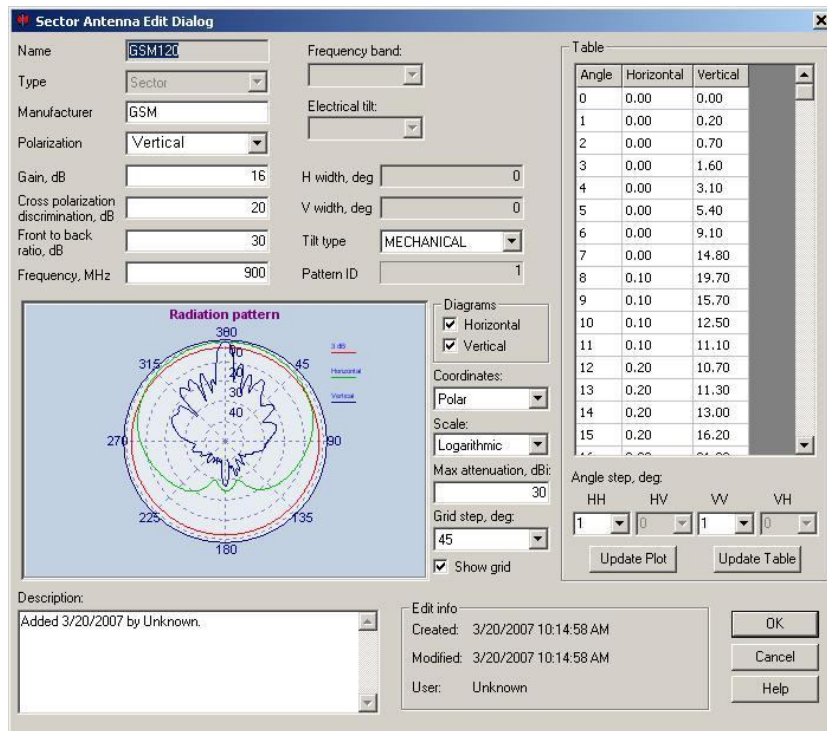 Sector Antenna Edit Dialog
Name GSM120
Type Sector
Manufacturer GSM
Polarization Vertical
Gain, dB 16
Cross polarization discrimination, dB 20
Front to back ratio, dB 30
Frequency, MHz 900
Frequency band:
Electrical tilt:
H width, deg 0
V width, deg 0
Tilt type MECHANICAL
Pattern ID 1
Table
Angle Horizontal Vertical
0 0.00 0.00
1 0.00 0.20
2 0.00 0.70
3 0.00 1.60
4 0.00 3.10
5 0.00 5.40
6 0.00 9.10
7 0.00 14.80
8 0.10 19.70
9 0.10 15.70
10 0.10 12.50
11 0.10 11.10
12 0.20 10.70
13 0.20 11.30
14 0.20 13.00
15 0.20 16.20
Angle step, deg:
HH HV VV VH
1 0 1 0
Update Plot Update Table
Radiation pattern
380
315 45
20
30
40
270 90
225 135
180
3 dB
Horizontal
Vertical
Diagrams
Horizontal
Vertical
Coordinates:
Polar
Scale:
Logarithmic
Max attenuation, dBi:
30
Grid step, deg:
45
Show grid
Description:
Added 3/20/2007 by Unknown.
Edit info
Created: 3/20/2007 10:14:58 AM
Modified: 3/20/2007 10:14:58 AM
User: Unknown
OK
Cancel
Help